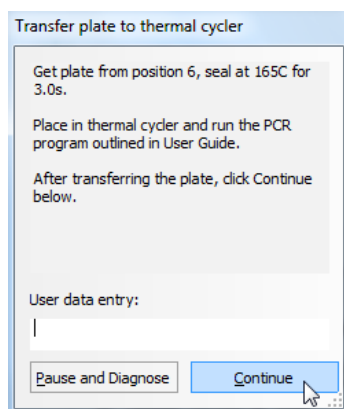 Transfer plate to thermal cycler
Get plate from position 6, seal at 165C for
3.0s.
Place in thermal cycler and run the PCR
program outlined in User Guide.
After transferring the plate, click Continue
below.
User data entry:
Pause and Diagnose
Continue